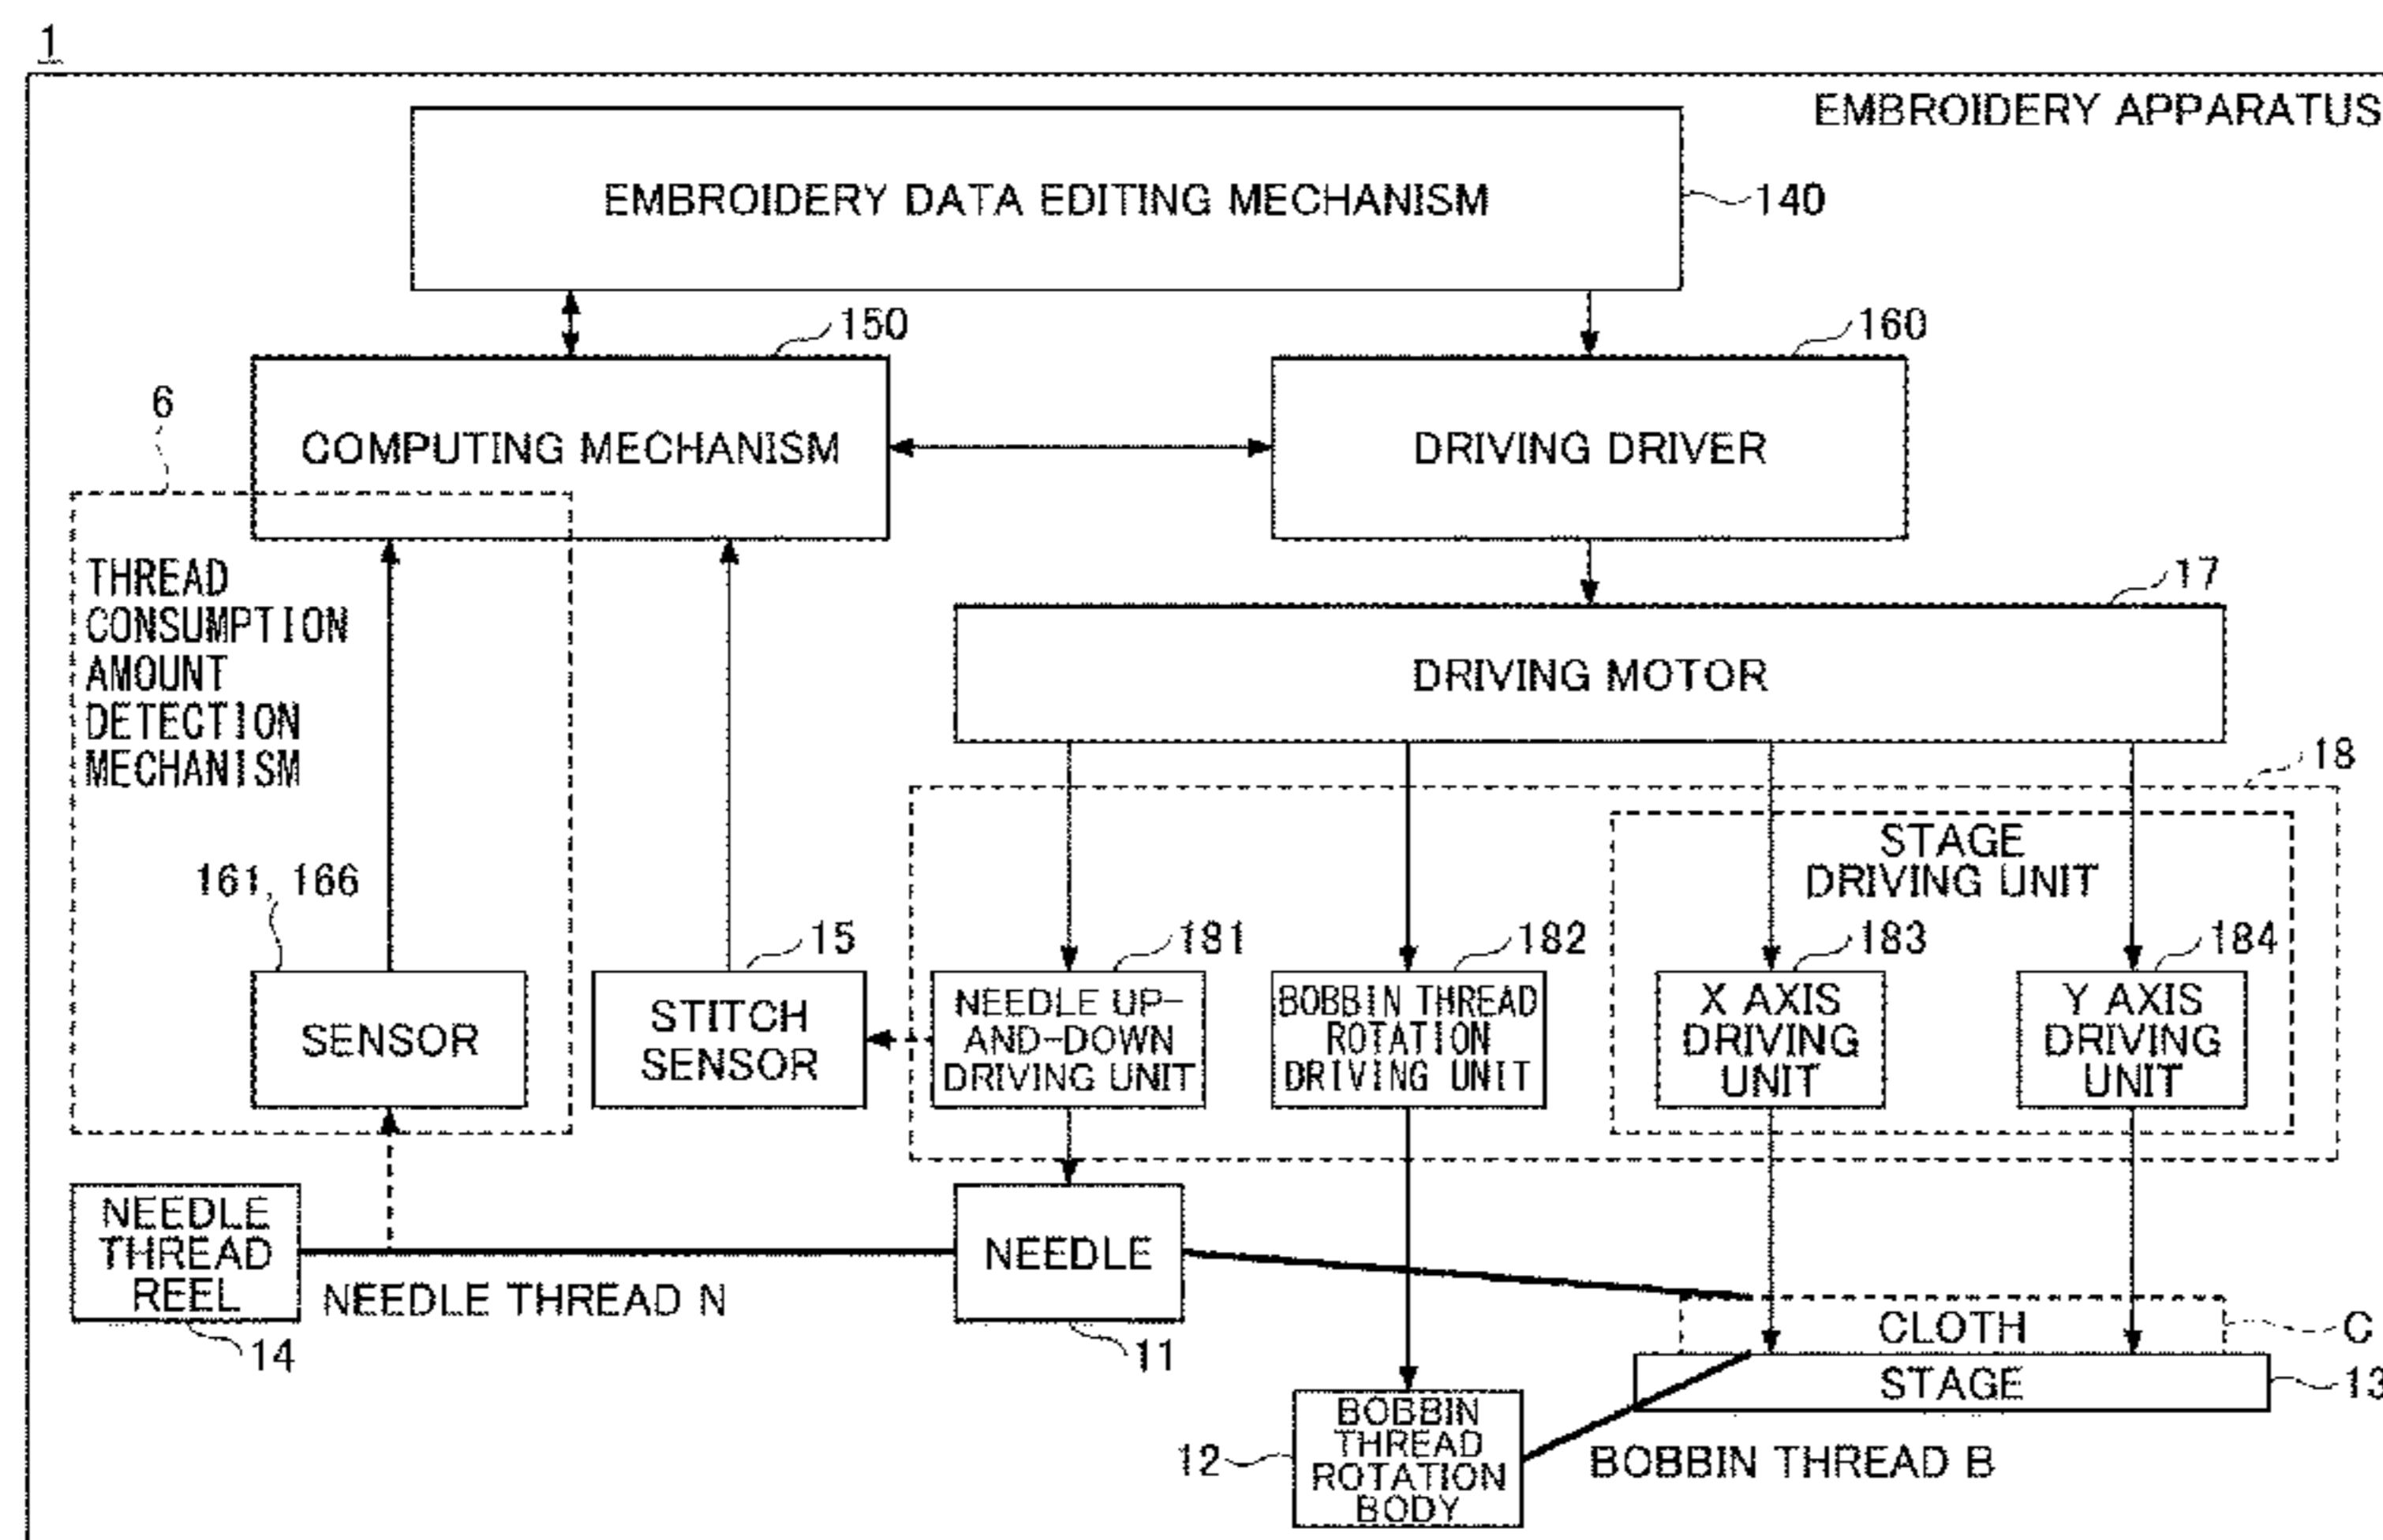 1
EMBROIDERY APPARATUS
EMBROIDERY DATA EDITING MECHANISM
140
150
160
6
COMPUTING MECHANISM
DRIVING DRIVER
THREAD
CONSUMPTION
AMOUNT
DETECTION
MECHANISM
17
DRIVING MOTOR
18
STAGE
DRIVING UNIT
161, 166
15
181
182
183
184
SENSOR
STITCH
SENSOR
NEEDLE UP-
AND-DOWN
DRIVING UNIT
BOBBIN THREAD
ROTATION
DRIVING UNIT
X AXIS
DRIVING
UNIT
Y AXIS
DRIVING
UNIT
NEEDLE
THREAD
REEL
14
NEEDLE THREAD N
NEEDLE
11
CLOTH
C
STAGE
13
BOBBIN
THREAD
ROTATION
BODY
12
BOBBIN THREAD B